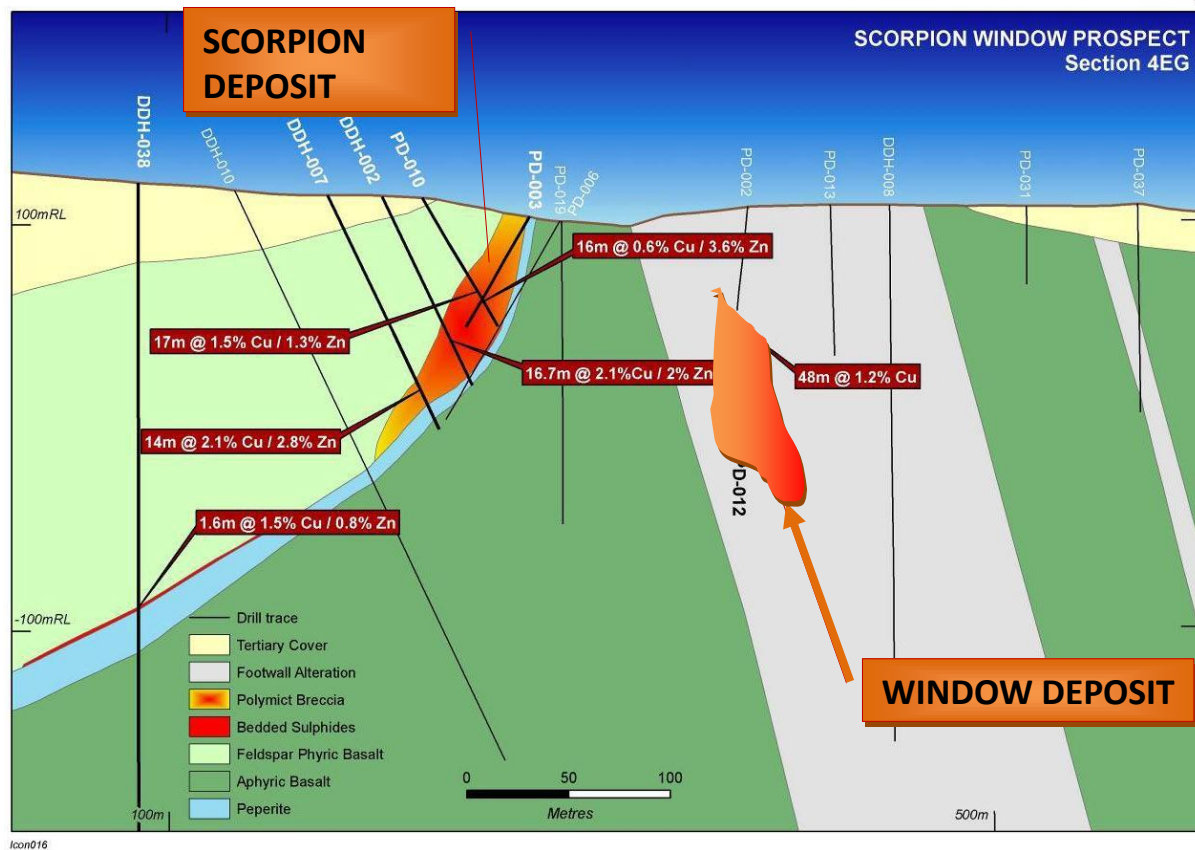 SCORPION
DEPOSIT
SCORPION WINDOW PROSPECT
Section 4EG
DDH-038
DDH-010
DDH-007
DDH-002
PD-010
PD-003
PD-019
PD-006
PD-002
PD-013
DDH-008
PD-031
PD-037
100mRL
16m @ 0.6% Cu / 3.6% Zn
17m @ 1.5% Cu / 1.3% Zn
16.7m @ 2.1%Cu / 2% Zn
48m @ 1.2% Cu
14m @ 2.1% Cu / 2.8% Zn
PD-012
1.6m @ 1.5% Cu / 0.8% Zn
-100mRL
Drill trace
Tertiary Cover
Footwall Alteration
Polymict Breccia
Bedded Sulphides
Feldspar Phyric Basalt
Aphyric Basalt
Peperite
WINDOW DEPOSIT
0 50 100
Metres
100m
500m
Icon016